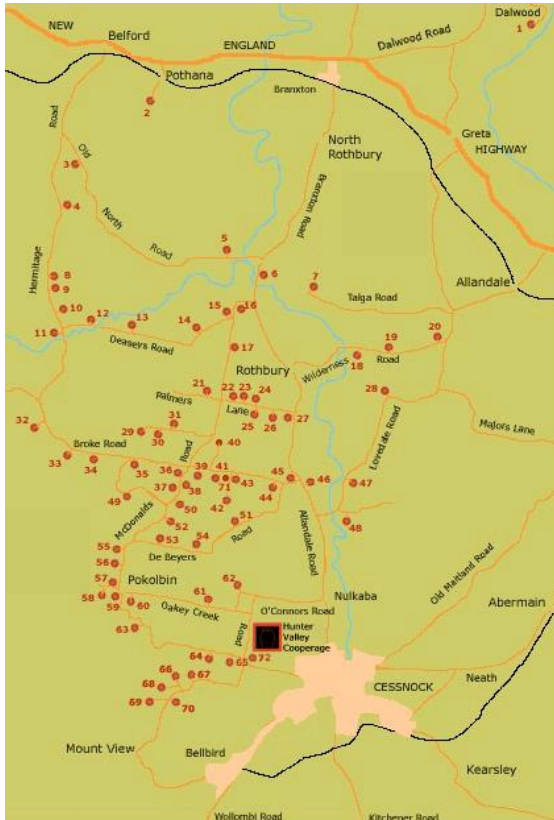 Dalwood
1
NEW
Belford
ENGLAND
Dalwood Road
Pothana
Branxton
2
Greta
HIGHWAY
Road
North
Rothbury
Old
3
4
North
Road
Branxton Road
5
6
7
8
9
Hermitage
Allandale
Talga Road
10
11
12
13
14
15
16
Deaseys Road
17
Rothbury
Wilderness
Road
18
19
20
21
22
23
24
Palmers
Lane
25
26
27
28
Majors Lane
29
30
31
32
Broke Road
Road
40
Lovedale Road
33
34
35
36
39
41
45
46
47
37
38
71
43
44
49
50
42
48
McDonalds
52
51
Road
Allandale Road
53
54
De Beyers
55
56
57
Pokolbin
58
59
60
61
62
Oakey Creek
O'Connors Road
Nulkaba
Old Maitland Road
Abermain
63
Road
Hunter
Valley
Cooperage
64
65
72
66
67
68
69
70
CESSNOCK
Neath
Mount View
Bellbird
Kearsley
Wollombi Road
Kitchener Road